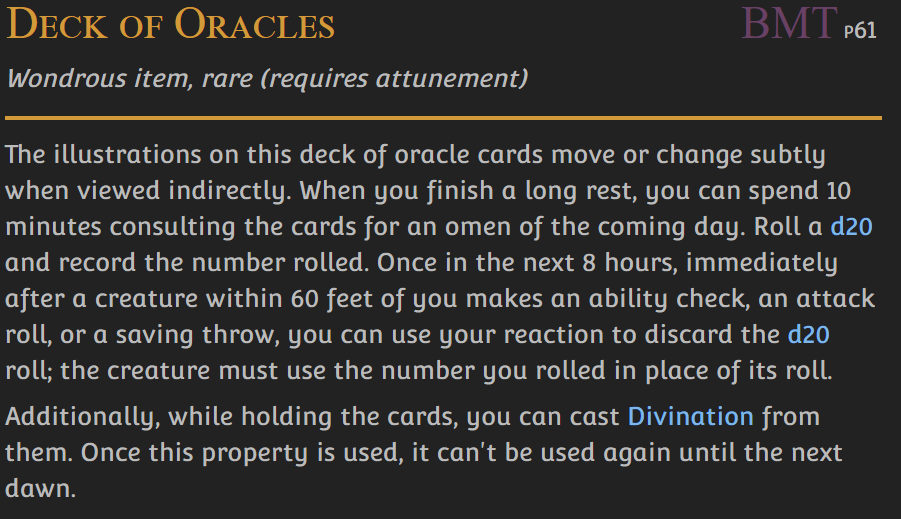 Deck of Oracles BMT P61
Wondrous item, rare (requires attunement)
The illustrations on this deck of oracle cards move or change subtly
when viewed indirectly. When you finish a long rest, you can spend 10
minutes consulting the cards for an omen of the coming day. Roll a d20
and record the number rolled. Once in the next 8 hours, immediately
after a creature within 60 feet of you makes an ability check, an attack
roll, or a saving throw, you can use your reaction to discard the d20
roll; the creature must use the number you rolled in place of its roll.
Additionally, while holding the cards, you can cast Divination from
them. Once this property is used, it can't be used again until the next
dawn.